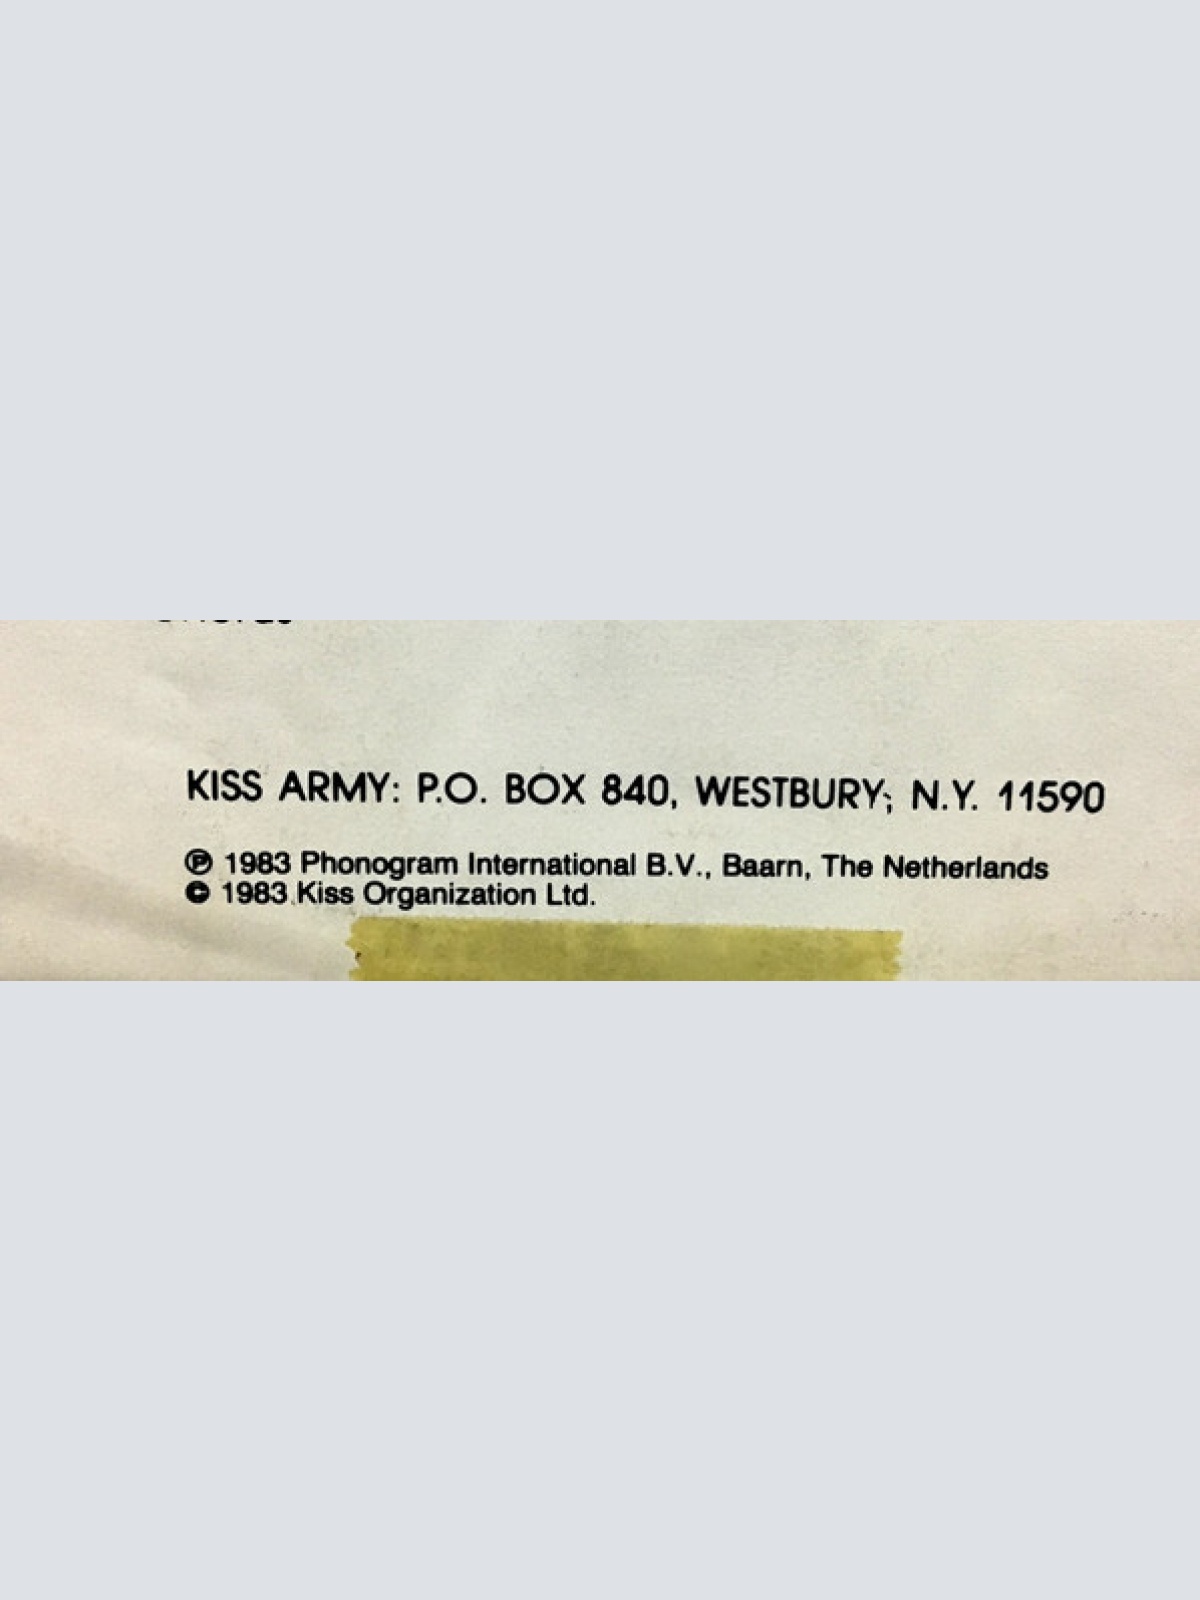 KISS ARMY: P.O. BOX 840, WESTBURY, N.Y. 11590
℗ 1983 Phonogram International B.V., Baarn, The Netherlands
© 1983 Kiss Organization Ltd.